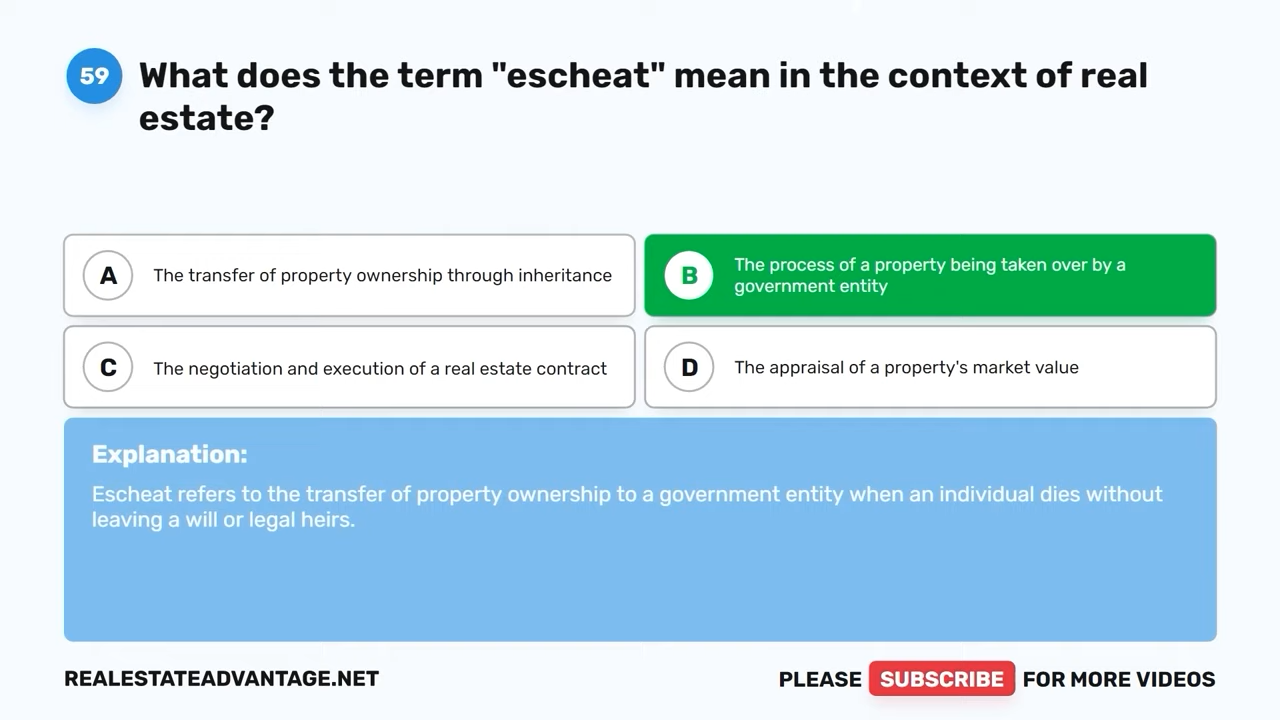 59
What does the term "escheat" mean in the context of real
estate?
A
The transfer of property ownership through inheritance
B
The process of a property being taken over by a
government entity
C
The negotiation and execution of a real estate contract
D
The appraisal of a property's market value
Explanation:
Escheat refers to the transfer of property ownership to a government entity when an individual dies without
leaving a will or legal heirs.
REALESTATEADVANTAGE.NET
PLEASE SUBSCRIBE FOR MORE VIDEOS